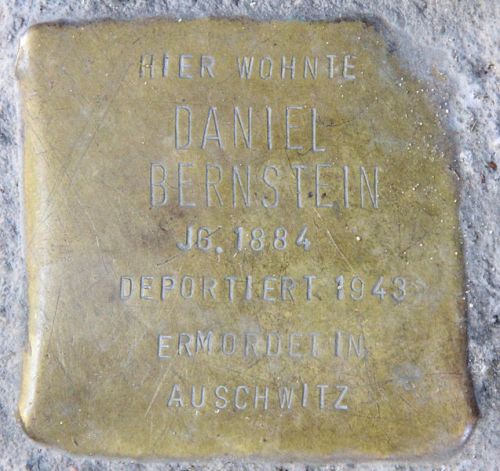 HIER WOHNTE
DANIEL
BERNSTEIN
JG. 1884
DEPORTIERT 1943
ERMORDET IN
AUSCHWITZ